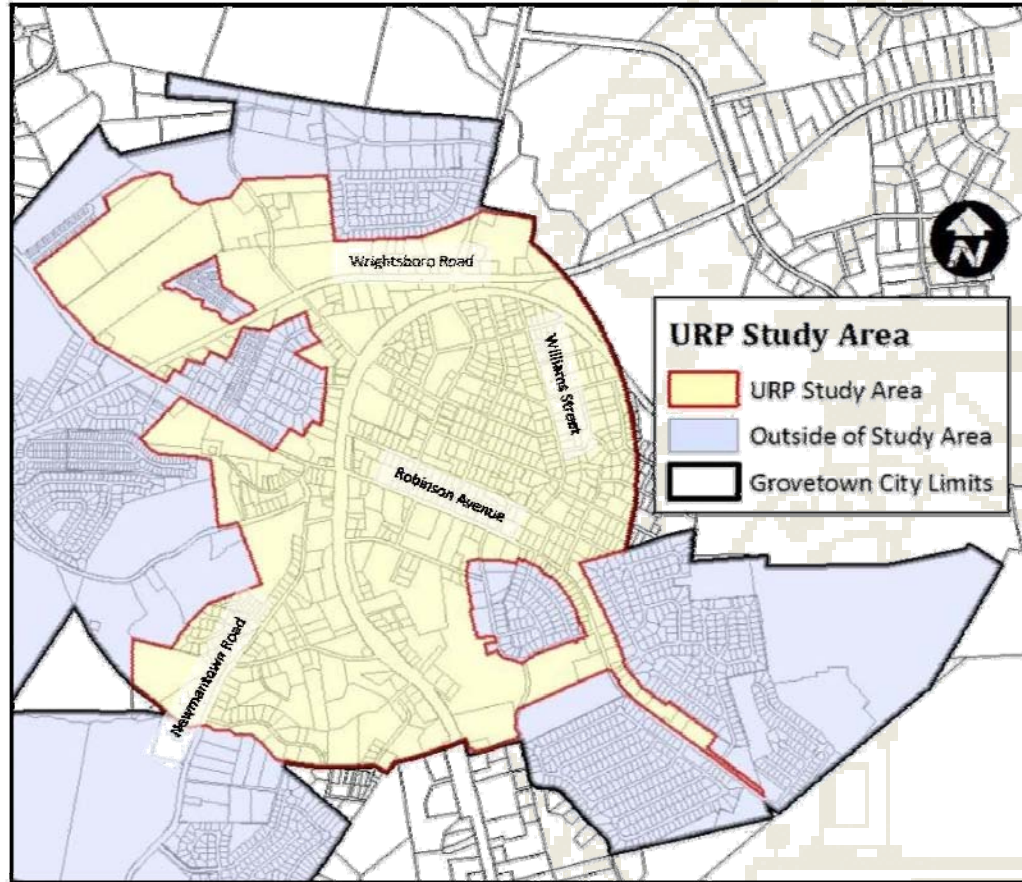 Wrightsboro Road
Williams Street
Robinson Avenue
Newmantown Road
N
URP Study Area
URP Study Area
Outside of Study Area
Grovetown City Limits